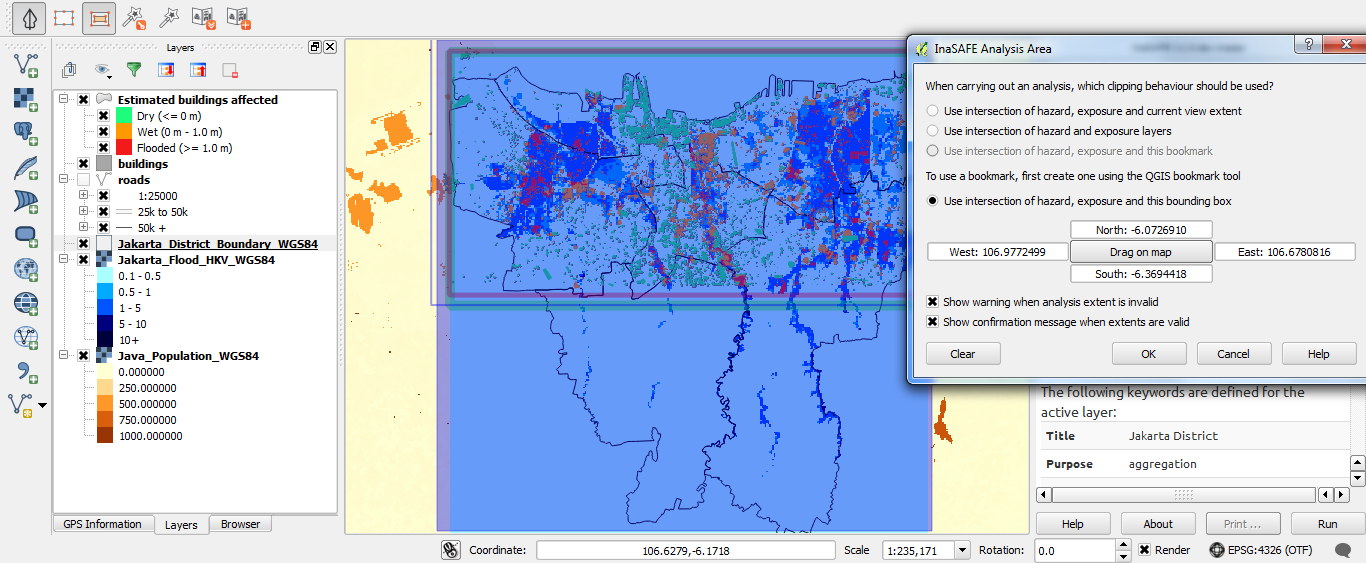 Layers
Estimated buildings affected
Dry (<= 0 m)
Wet (0 m - 1.0 m)
Flooded (>= 1.0 m)
buildings
roads
1:25000
25k to 50k
50k +
Jakarta_District_Boundary_WGS84
Jakarta_Flood_HKV_WGS84
0.1 - 0.5
0.5 - 1
1 - 5
5 - 10
10+
Java_Population_WGS84
0.000000
250.000000
500.000000
750.000000
1000.000000
GPS Information Layers Browser
InaSAFE Analysis Area
When carrying out an analysis, which clipping behaviour should be used?
Use intersection of hazard, exposure and current view extent
Use intersection of hazard and exposure layers
Use intersection of hazard, exposure and this bookmark
To use a bookmark, first create one using the QGIS bookmark tool
Use intersection of hazard, exposure and this bounding box
North: -6.0726910
West: 106.9772499 Drag on map East: 106.6780816
South: -6.3694418
Show warning when analysis extent is invalid
Show confirmation message when extents are valid
Clear OK Cancel Help
The following keywords are defined for the
active layer:
Title Jakarta District
Purpose aggregation
Help About Print ... Run
Coordinate: 106.6279,-6.1718 Scale 1:235,171 Rotation: 0.0 Render EPSG:4326 (OTF)